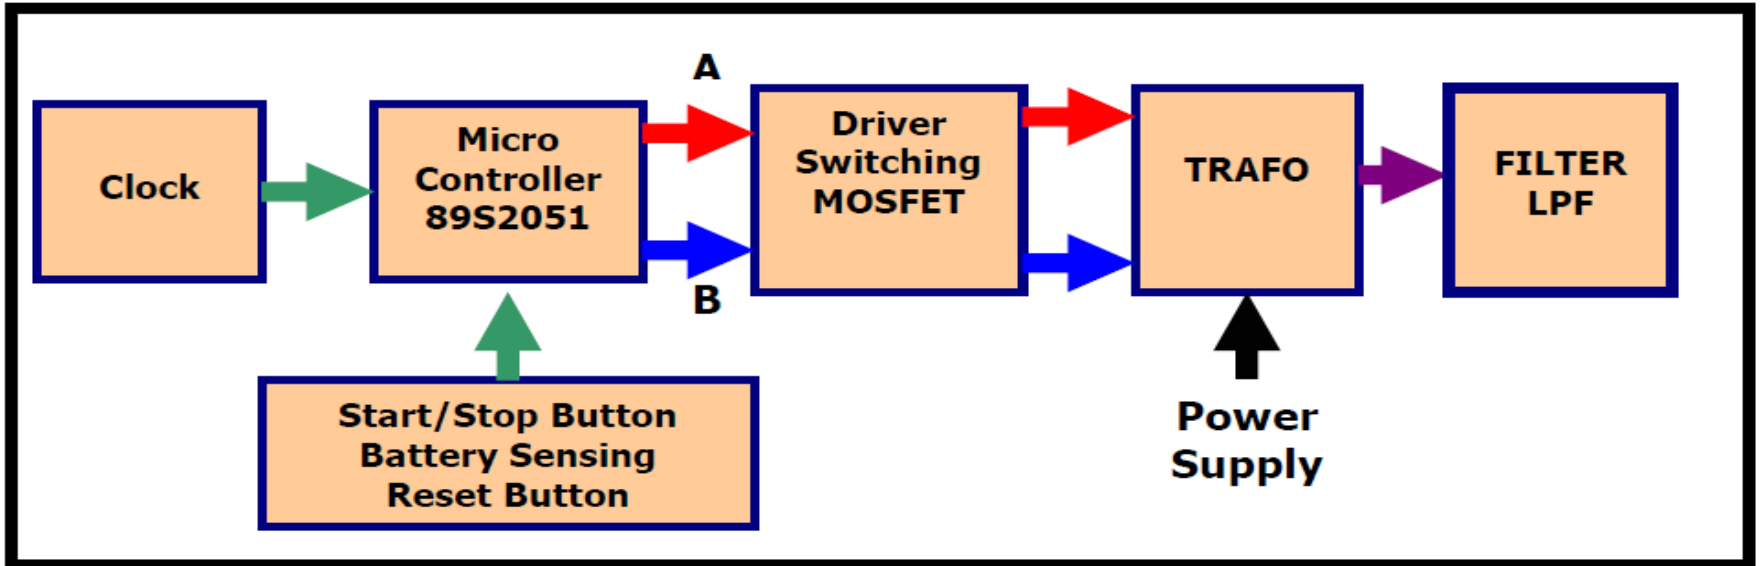 Clock
Micro
Controller
89S2051
A
B
Driver
Switching
MOSFET
TRAFO
FILTER
LPF
Start/Stop Button
Battery Sensing
Reset Button
Power
Supply